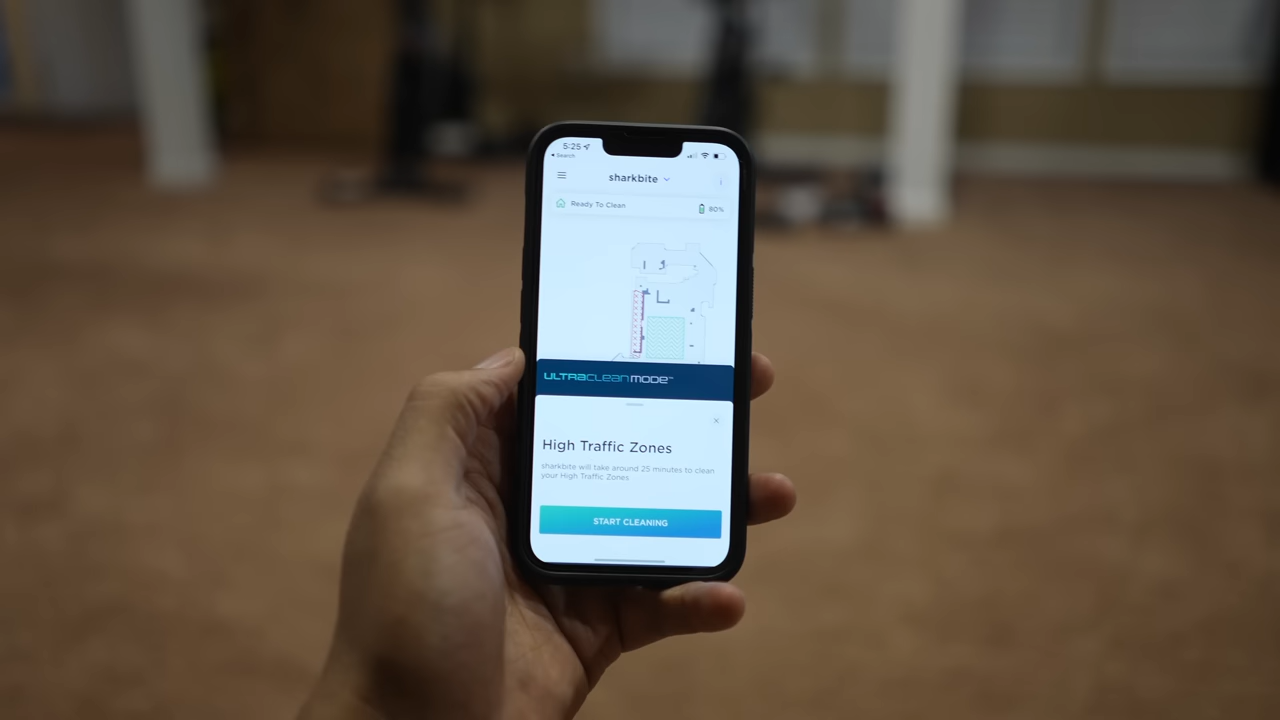 5:25
Search
sharkbite
Ready To Clean
80%
ULTRACLEANMODE™
High Traffic Zones
sharkbite will take around 25 minutes to clean
your High Traffic Zones
START CLEANING